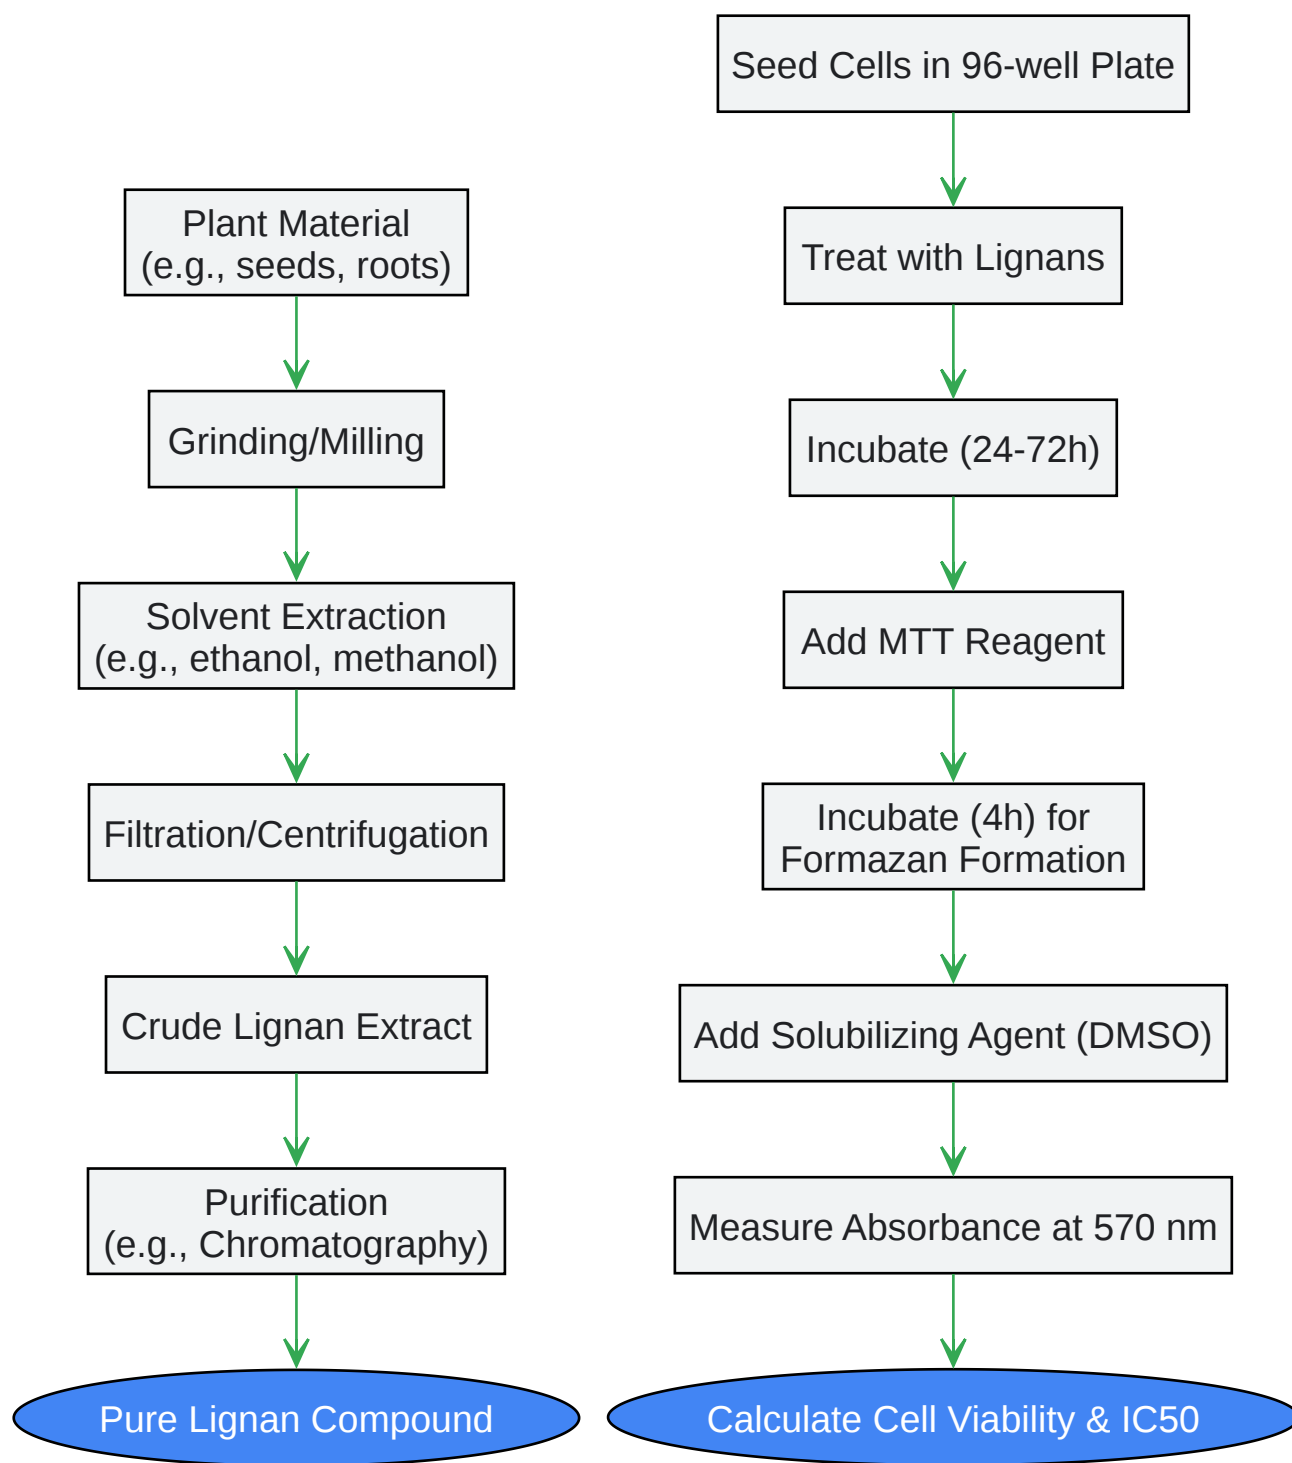 Plant Material
(e.g., seeds, roots)
Grinding/Milling
Solvent Extraction
(e.g., ethanol, methanol)
Filtration/Centrifugation
Crude Lignan Extract
Purification
(e.g., Chromatography)
Pure Lignan Compound
Seed Cells in 96-well Plate
Treat with Lignans
Incubate (24-72h)
Add MTT Reagent
Incubate (4h) for
Formazan Formation
Add Solubilizing Agent (DMSO)
Measure Absorbance at 570 nm
Calculate Cell Viability & IC50